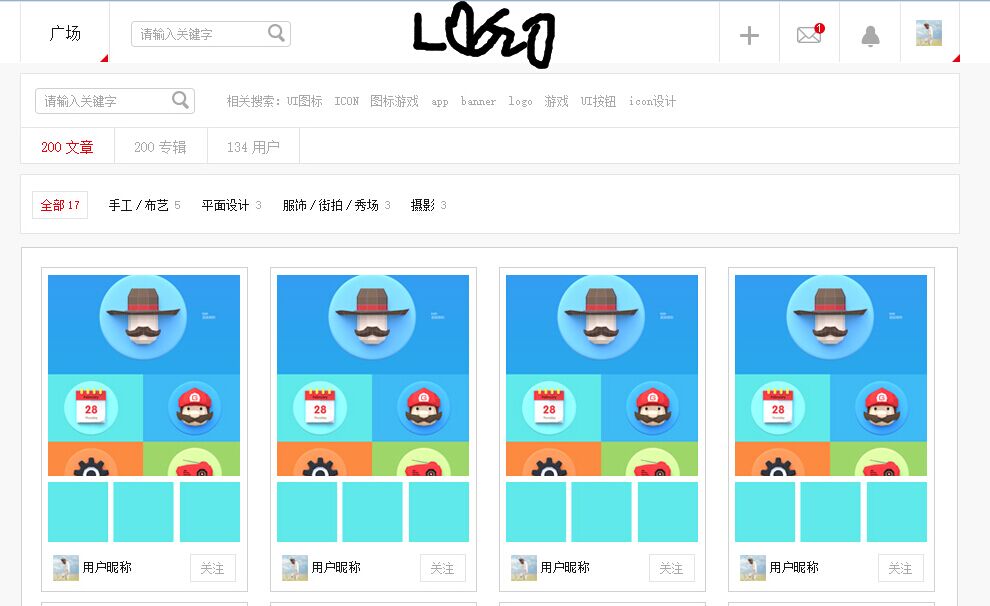 广场
请输入关键字
LOGO
1
请输入关键字
相关搜索: UI图标 ICON 图标游戏 app banner logo 游戏 UI按钮 icon设计
200 文章 200 专辑 134 用户
全部 17 手工 / 布艺 5 平面设计 3 服饰 / 街拍 / 秀场 3 摄影 3
February February February February
28 28 28 28
用户昵称 关注 用户昵称 关注 用户昵称 关注 用户昵称 关注